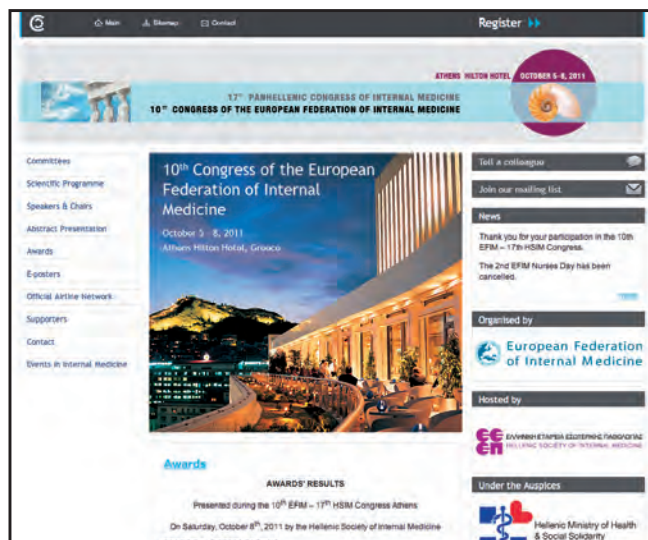 Main
Sitemap
Contact
Register
ATHENS HILTON HOTEL
OCTOBER 5-8, 2011
17th PANHELLENIC CONGRESS OF INTERNAL MEDICINE
10th CONGRESS OF THE EUROPEAN FEDERATION OF INTERNAL MEDICINE
Committees
Scientific Programme
Speakers & Chairs
Abstract Presentation
Awards
E-posters
Official Airline Network
Supporters
Contact
Events in Internal Medicine
10th Congress of the European
Federation of Internal
Medicine
October 5 - 8, 2011
Athens Hilton Hotel, Greece
Awards
AWARDS' RESULTS
Presented during the 10th EFIM – 17th HSIM Congress Athens
On Saturday, October 8th, 2011 by the Hellenic Society of Internal Medicine
Tell a colleague
Join our mailing list
News
Thank you for your participation in the 10th
EFIM – 17th HSIM Congress.
The 2nd EFIM Nurses Day has been
cancelled.
Organised by
European Federation
of Internal Medicine
Hosted by
ΕΛΛΗΝΙΚΗ ΕΤΑΙΡΕΙΑ ΕΣΩΤΕΡΙΚΗΣ ΠΑΘΟΛΟΓΙΑΣ
HELLENIC SOCIETY OF INTERNAL MEDICINE
Under the Auspices
Hellenic Ministry of Health
& Social Solidarity